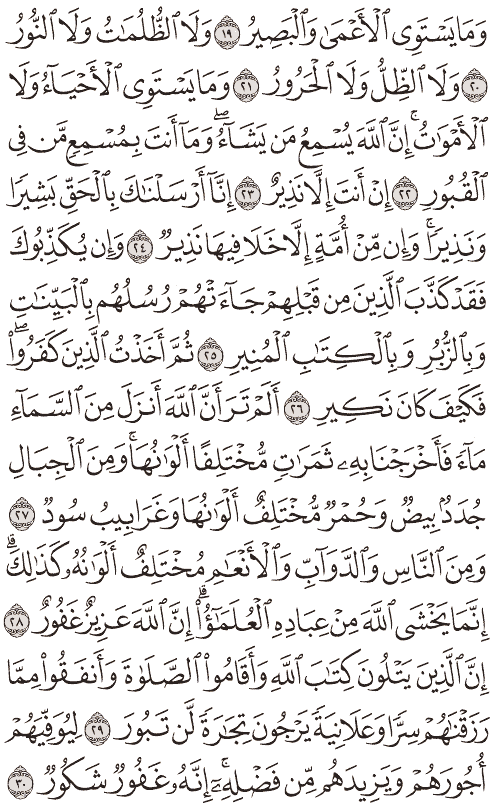 وَمَا يَسْتَوِى ٱلْأَعْمَىٰ وَٱلْبَصِيرُ ١٩ وَلَا ٱلظُّلُمَٰتُ وَلَا ٱلنُّورُ
٢٠ وَلَا ٱلظِّلُّ وَلَا ٱلْحَرُورُ ٢١ وَمَا يَسْتَوِى ٱلْأَحْيَآءُ وَلَا
ٱلْأَمْوَٰتُ ۚ إِنَّ ٱللَّهَ يُسْمِعُ مَن يَشَآءُ ۖ وَمَآ أَنتَ بِمُسْمِعٍ مَّن فِى
ٱلْقُبُورِ ٢٢ إِنْ أَنتَ إِلَّا نَذِيرٌ ٢٣ إِنَّآ أَرْسَلْنَٰكَ بِٱلْحَقِّ بَشِيرًا
وَنَذِيرًا ۚ وَإِن مِّنْ أُمَّةٍ إِلَّا خَلَا فِيهَا نَذِيرٌ ٢٤ وَإِن يُكَذِّبُوكَ
فَقَدْ كَذَّبَ ٱلَّذِينَ مِن قَبْلِهِمْ جَآءَتْهُمْ رُسُلُهُم بِٱلْبَيِّنَٰتِ
وَبِٱلزُّبُرِ وَبِٱلْكِتَٰبِ ٱلْمُنِيرِ ٢٥ ثُمَّ أَخَذْتُ ٱلَّذِينَ كَفَرُوا۟ ۖ
فَكَيْفَ كَانَ نَكِيرِ ٢٦ أَلَمْ تَرَ أَنَّ ٱللَّهَ أَنزَلَ مِنَ ٱلسَّمَآءِ
مَآءً فَأَخْرَجْنَا بِهِۦ ثَمَرَٰتٍ مُّخْتَلِفًا أَلْوَٰنُهَا ۚ وَمِنَ ٱلْجِبَالِ
جُدَدٌۢ بِيضٌ وَحُمْرٌ مُّخْتَلِفٌ أَلْوَٰنُهَا وَغَرَابِيبُ سُودٌ ٢٧
وَمِنَ ٱلنَّاسِ وَٱلدَّوَآبِّ وَٱلْأَنْعَٰمِ مُخْتَلِفٌ أَلْوَٰنُهُۥ كَذَٰلِكَ ۗ
إِنَّمَا يَخْشَى ٱللَّهَ مِنْ عِبَادِهِ ٱلْعُلَمَٰٓؤُا۟ ۗ إِنَّ ٱللَّهَ عَزِيزٌ غَفُورٌ ٢٨
إِنَّ ٱلَّذِينَ يَتْلُونَ كِتَٰبَ ٱللَّهِ وَأَقَامُوا۟ ٱلصَّلَوٰةَ وَأَنفَقُوا۟ مِمَّا
رَزَقْنَٰهُمْ سِرًّا وَعَلَانِيَةً يَرْجُونَ تِجَٰرَةً لَّن تَبُورَ ٢٩ لِيُوَفِّيَهُمْ
أُجُورَهُمْ وَيَزِيدَهُم مِّن فَضْلِهِۦٓ ۚ إِنَّهُۥ غَفُورٌ شَكُورٌ ٣٠